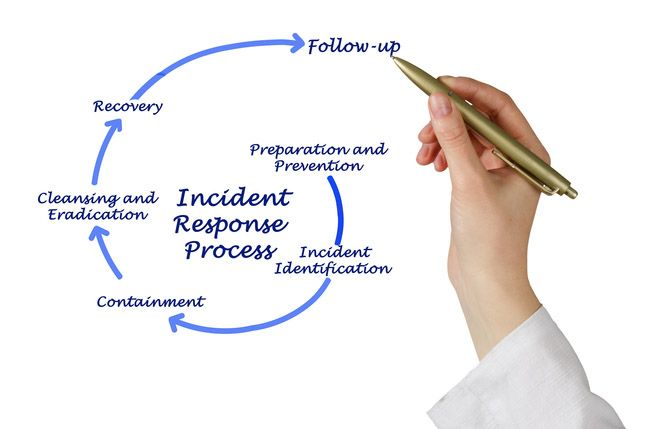 Follow-up
Recovery
Preparation and
Prevention
Cleansing and
Eradication
Incident
Response
Process
Incident
Identification
Containment